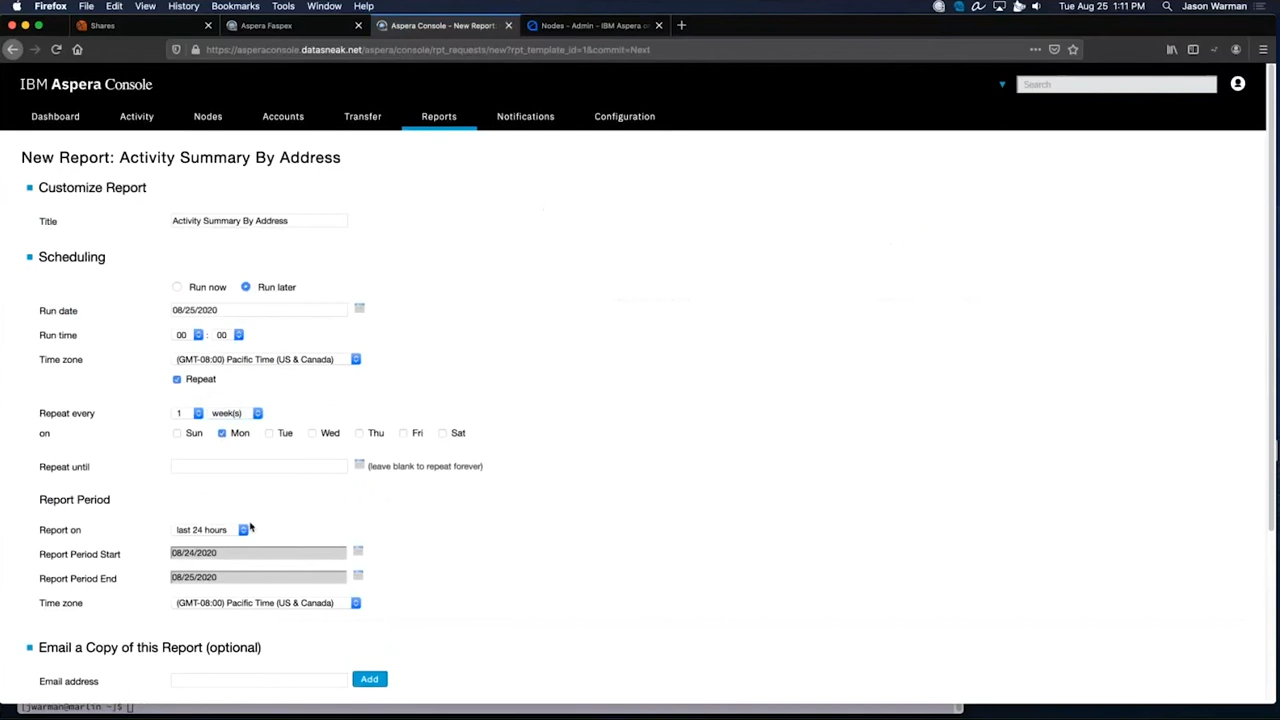 Firefox File Edit View History Bookmarks Tools Window Help Tue Aug 25 1:11 PM Jason Warman
Shares Aspera Faspex Aspera Console - New Report: Nodes - Admin - IBM Aspera on
https://asperaconsole.datasneak.net/aspera/console/rpt_requests/new?rpt_template_id=1&commit=Next
IBM Aspera Console Search
Dashboard Activity Nodes Accounts Transfer Reports Notifications Configuration
New Report: Activity Summary By Address
Customize Report
Title Activity Summary By Address
Scheduling
Run now Run later
Run date 08/25/2020
Run time 00 : 00
Time zone (GMT-08:00) Pacific Time (US & Canada)
Repeat
Repeat every 1 week(s)
on Sun Mon Tue Wed Thu Fri Sat
Repeat until (leave blank to repeat forever)
Report Period
Report on last 24 hours
Report Period Start 08/24/2020
Report Period End 08/25/2020
Time zone (GMT-08:00) Pacific Time (US & Canada)
Email a Copy of this Report (optional)
Email address Add
[jwarman@marlin ~]$